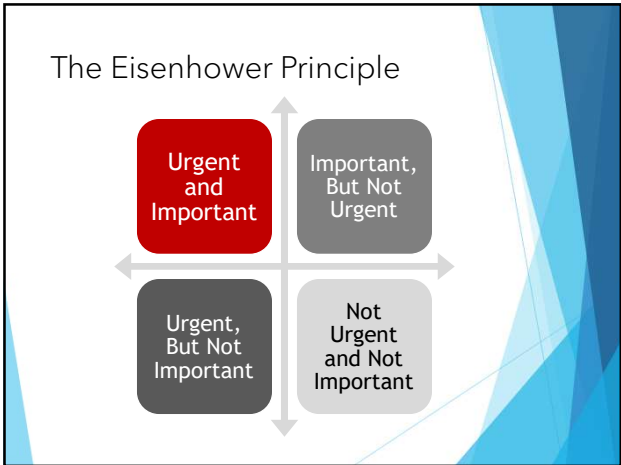 The Eisenhower Principle
Urgent
and
Important
Important,
But Not
Urgent
Urgent,
But Not
Important
Not
Urgent
and Not
Important